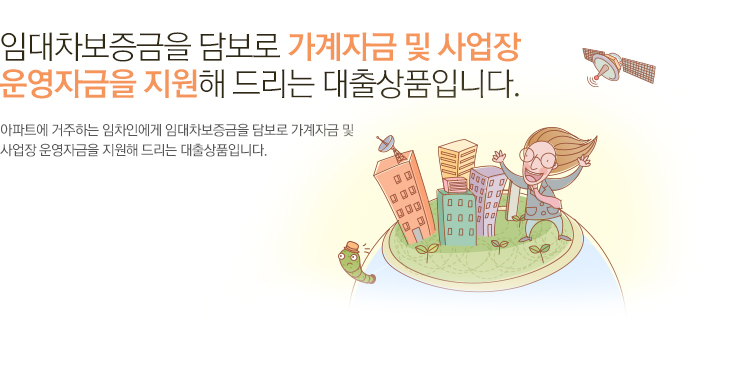 임대차보증금을 담보로 가계자금 및 사업장
운영자금을 지원해 드리는 대출상품입니다.
아파트에 거주하는 임차인에게 임대차보증금을 담보로 가계자금 및
사업장 운영자금을 지원해 드리는 대출상품입니다.